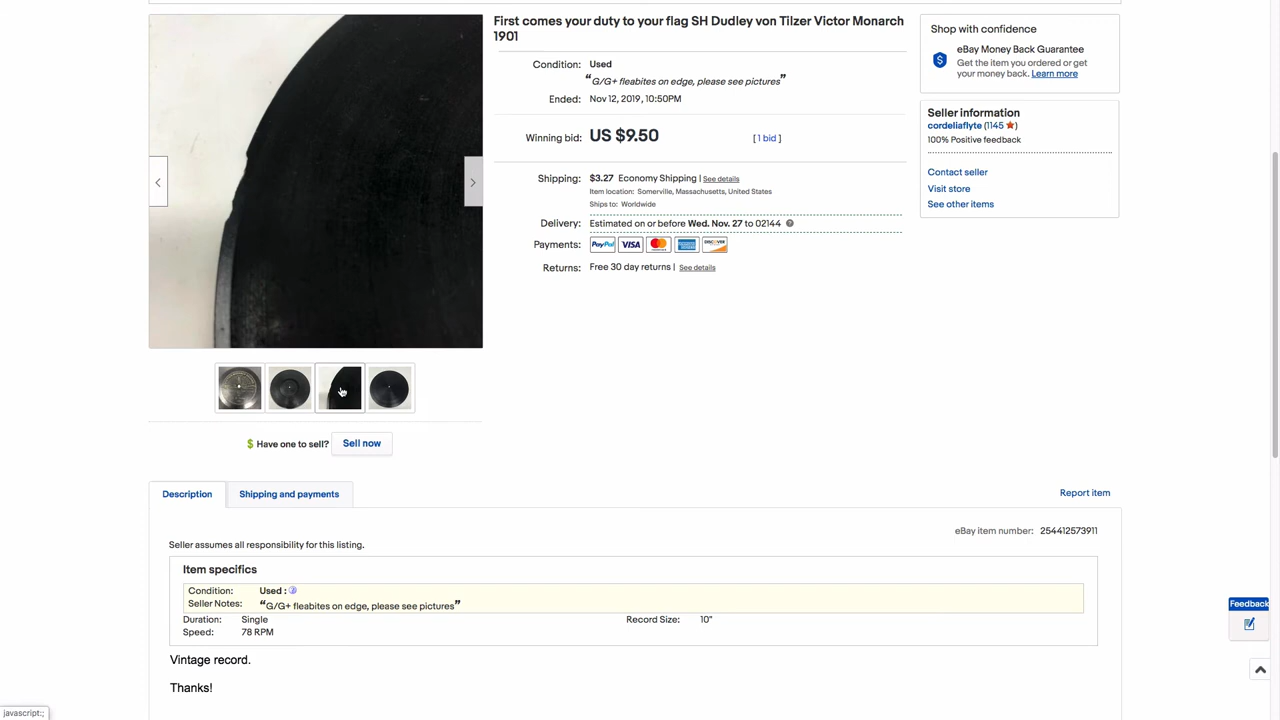 First comes your duty to your flag SH Dudley von Tilzer Victor Monarch
1901
Condition: Used
“G/G+ fleabites on edge, please see pictures”
Ended: Nov 12, 2019, 10:50PM
Winning bid: US $9.50 [ 1 bid ]
Shipping: $3.27 Economy Shipping | See details
Item location: Somerville, Massachusetts, United States
Ships to: Worldwide
Delivery: Estimated on or before Wed. Nov. 27 to 02144
Payments: PayPal VISA
Returns: Free 30 day returns | See details
Shop with confidence
eBay Money Back Guarantee
Get the item you ordered or get
your money back. Learn more
Seller information
cordeliaflyte (1145 ★)
100% Positive feedback
Contact seller
Visit store
See other items
$ Have one to sell? Sell now
Description Shipping and payments Report item
eBay item number: 254412573911
Seller assumes all responsibility for this listing.
Item specifics
Condition: Used :
Seller Notes: “G/G+ fleabites on edge, please see pictures”
Duration: Single Record Size: 10"
Speed: 78 RPM
Vintage record.
Thanks!
Feedback
javascript:;